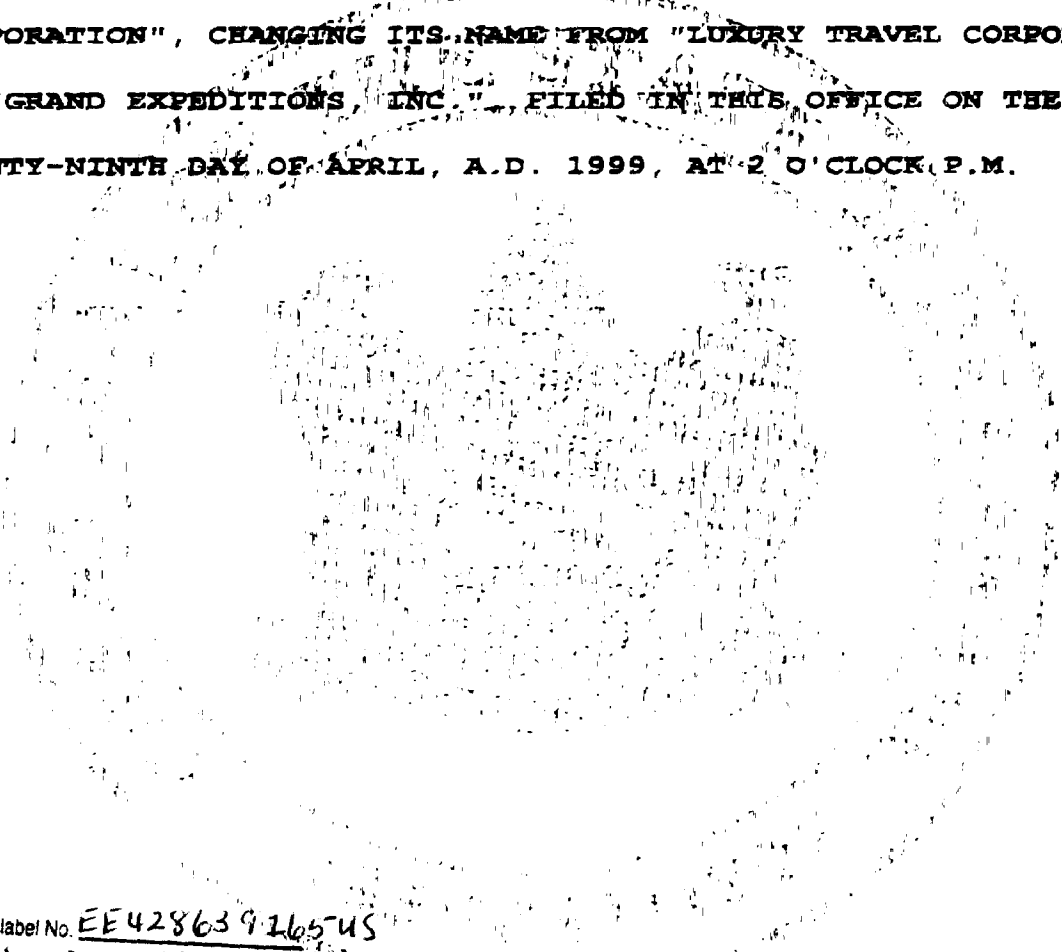 PORATION", CHANGING ITS NAME FROM "LUXURY TRAVEL CORPO
GRAND EXPEDITIONS, INC.", FILED IN THIS OFFICE ON THE
TY-NINTH DAY OF APRIL, A.D. 1999, AT 2 O'CLOCK P.M.
label No. EE428639265US